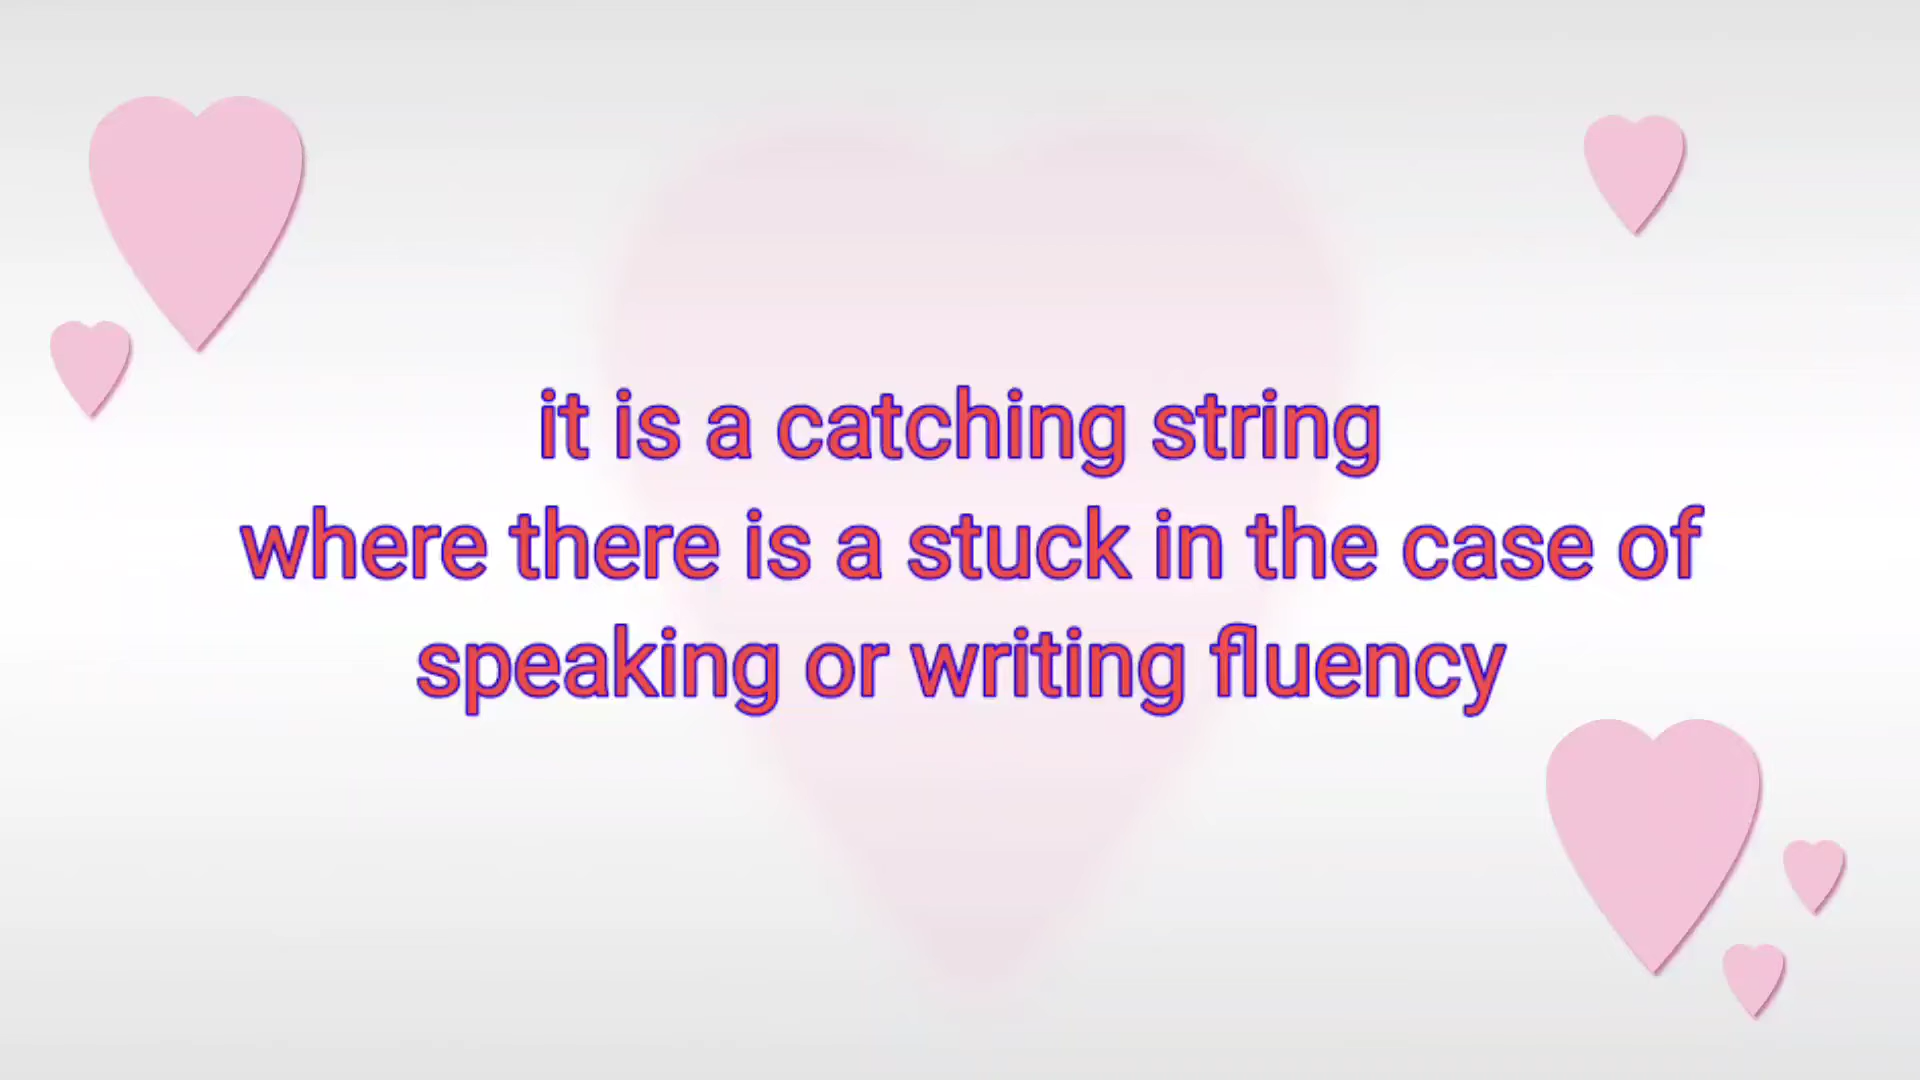 it is a catching string
where there is a stuck in the case of
speaking or writing fluency